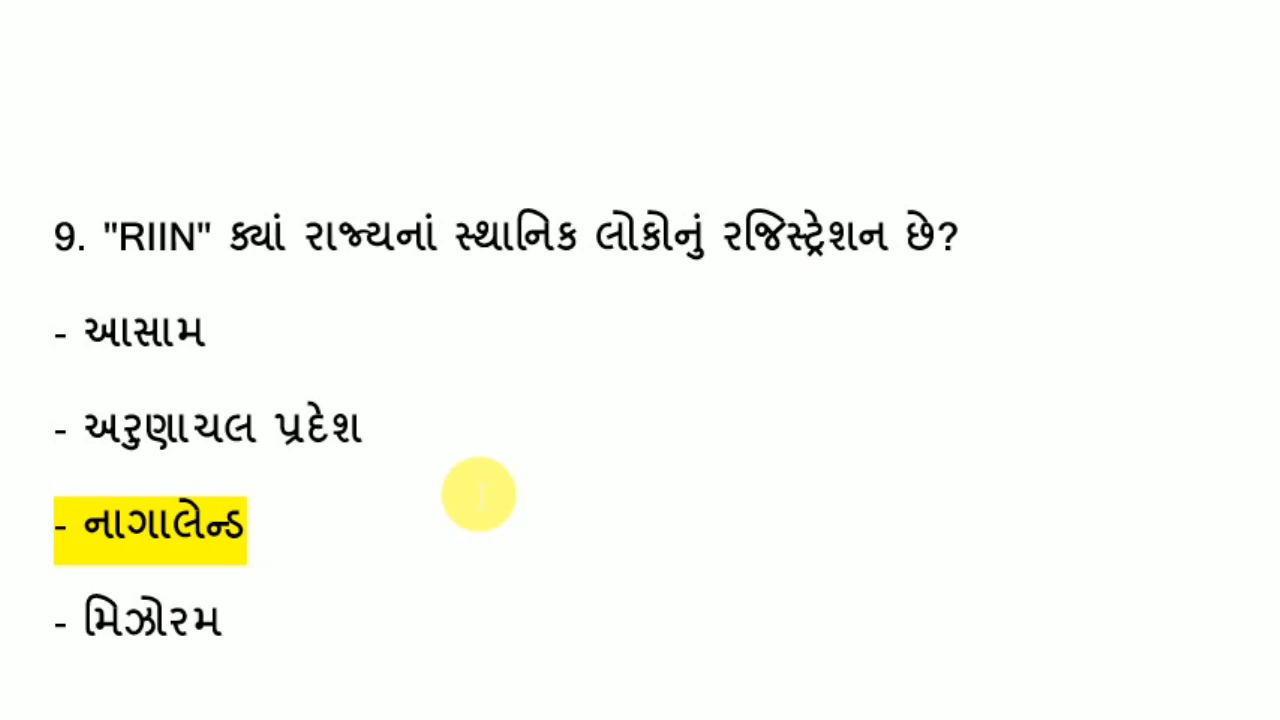 9. "RIIN" ક્યાં રાજ્યનાં સ્થાનિક લોકોનું રજિસ્ટ્રેશન છે?
- આસામ
- અરુણાચલ પ્રદેશ
- નાગાલેન્ડ
- મિઝોરમ